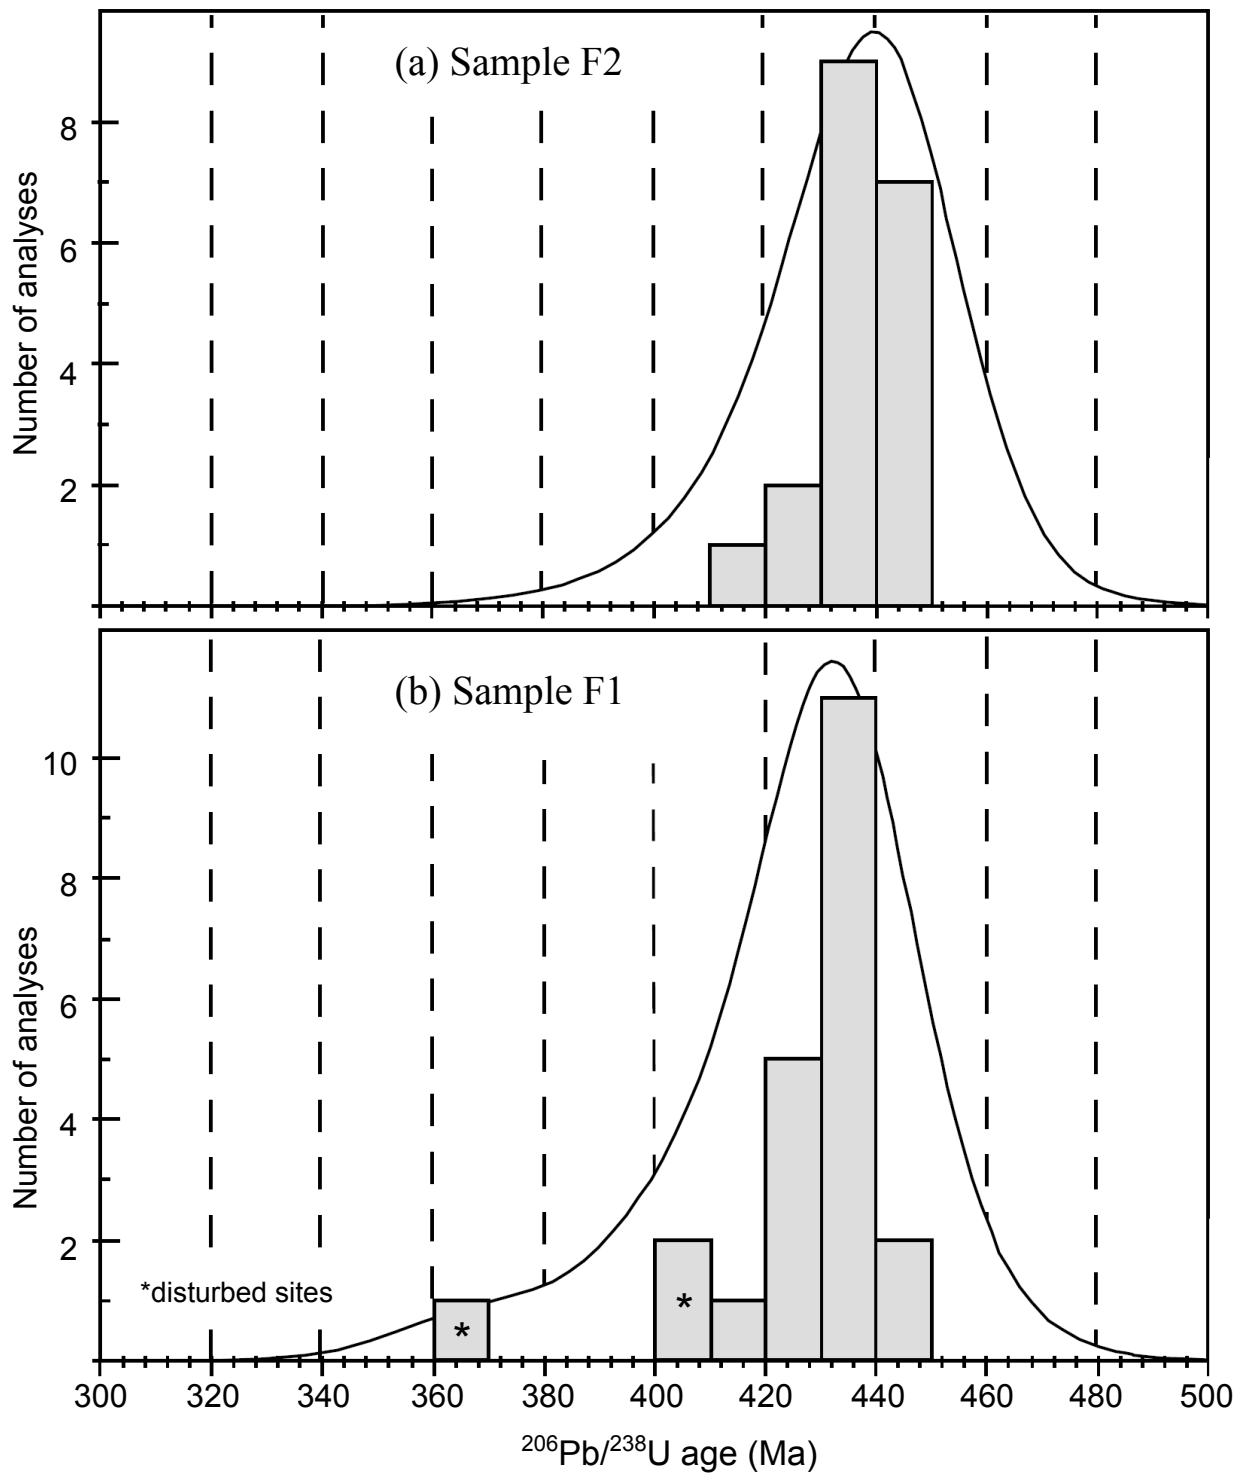 (a) Sample F2
Number of analyses
8
6
4
2
(b) Sample F1
Number of analyses
10
8
6
4
2
*disturbed sites
*
*
300 320 340 360 380 400 420 440 460 480 500
²⁰⁶Pb/²³⁸U age (Ma)